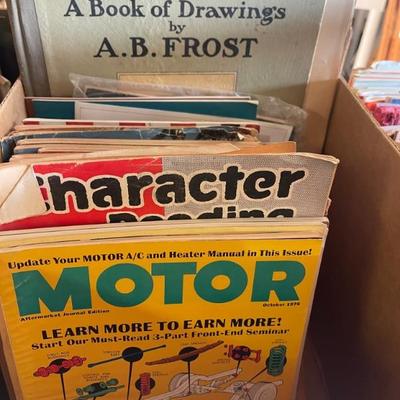 A Book of Drawings
by
A.B. FROST
Character
Reading
Update Your MOTOR A/C and Heater Manual in This Issue!
MOTOR
Aftermarket Journal Edition
October 1976
LEARN MORE TO EARN MORE!
Start Our Must-Read 3-Part Front-End Seminar